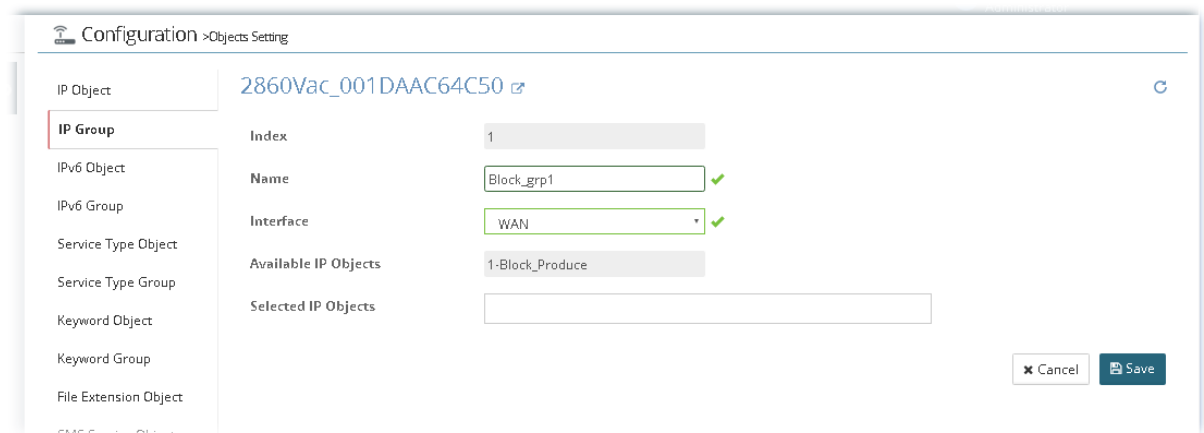 Configuration >Objects Setting
IP Object
IP Group
IPv6 Object
IPv6 Group
Service Type Object
Service Type Group
Keyword Object
Keyword Group
File Extension Object
2860Vac_001DAAC64C50
Index 1
Name Block_grp1
Interface WAN
Available IP Objects 1-Block_Produce
Selected IP Objects
Cancel Save